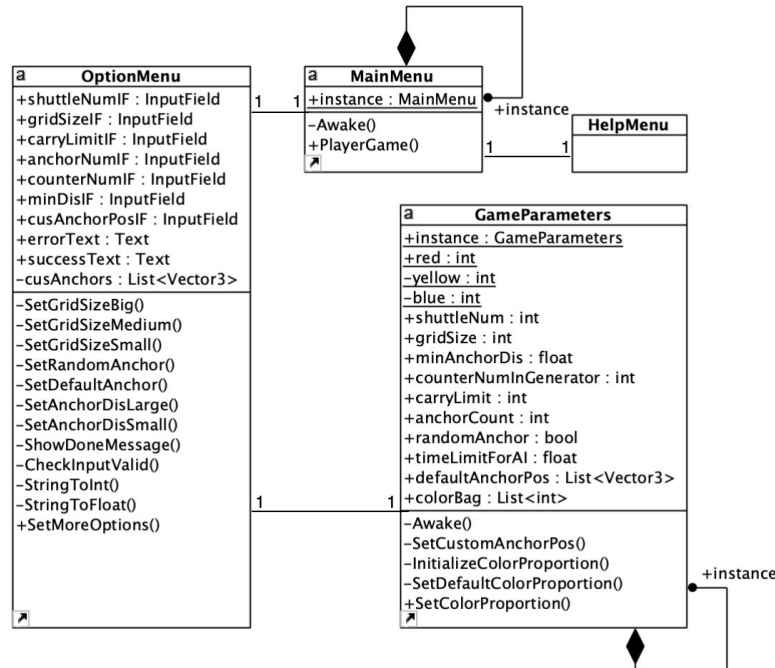 a OptionMenu
+shuttleNumIF : InputField
+gridSizeIF : InputField
+carryLimitIF : InputField
+anchorNumIF : InputField
+counterNumIF : InputField
+minDisIF : InputField
+cusAnchorPosIF : InputField
+errorText : Text
+successText : Text
-cusAnchors : List<Vector3>
-SetGridSizeBig()
-SetGridSizeMedium()
-SetGridSizeSmall()
-SetRandomAnchor()
-SetDefaultAnchor()
-SetAnchorDisLarge()
-SetAnchorDisSmall()
-ShowDoneMessage()
-CheckInputValid()
-StringToInt()
-StringToFloat()
+SetMoreOptions()
1 1
a MainMenu
+instance : MainMenu
-Awake()
+PlayerGame()
+instance
1 1
HelpMenu
1 1
a GameParameters
+instance : GameParameters
+red : int
-yellow : int
-blue : int
+shuttleNum : int
+gridSize : int
+minAnchorDis : float
+counterNumInGenerator : int
+carryLimit : int
+anchorCount : int
+randomAnchor : bool
+timeLimitForAI : float
+defaultAnchorPos : List<Vector3>
+colorBag : List<int>
-Awake()
-SetCustomAnchorPos()
-InitializeColorProportion()
-SetDefaultColorProportion()
+SetColorProportion()
+instance